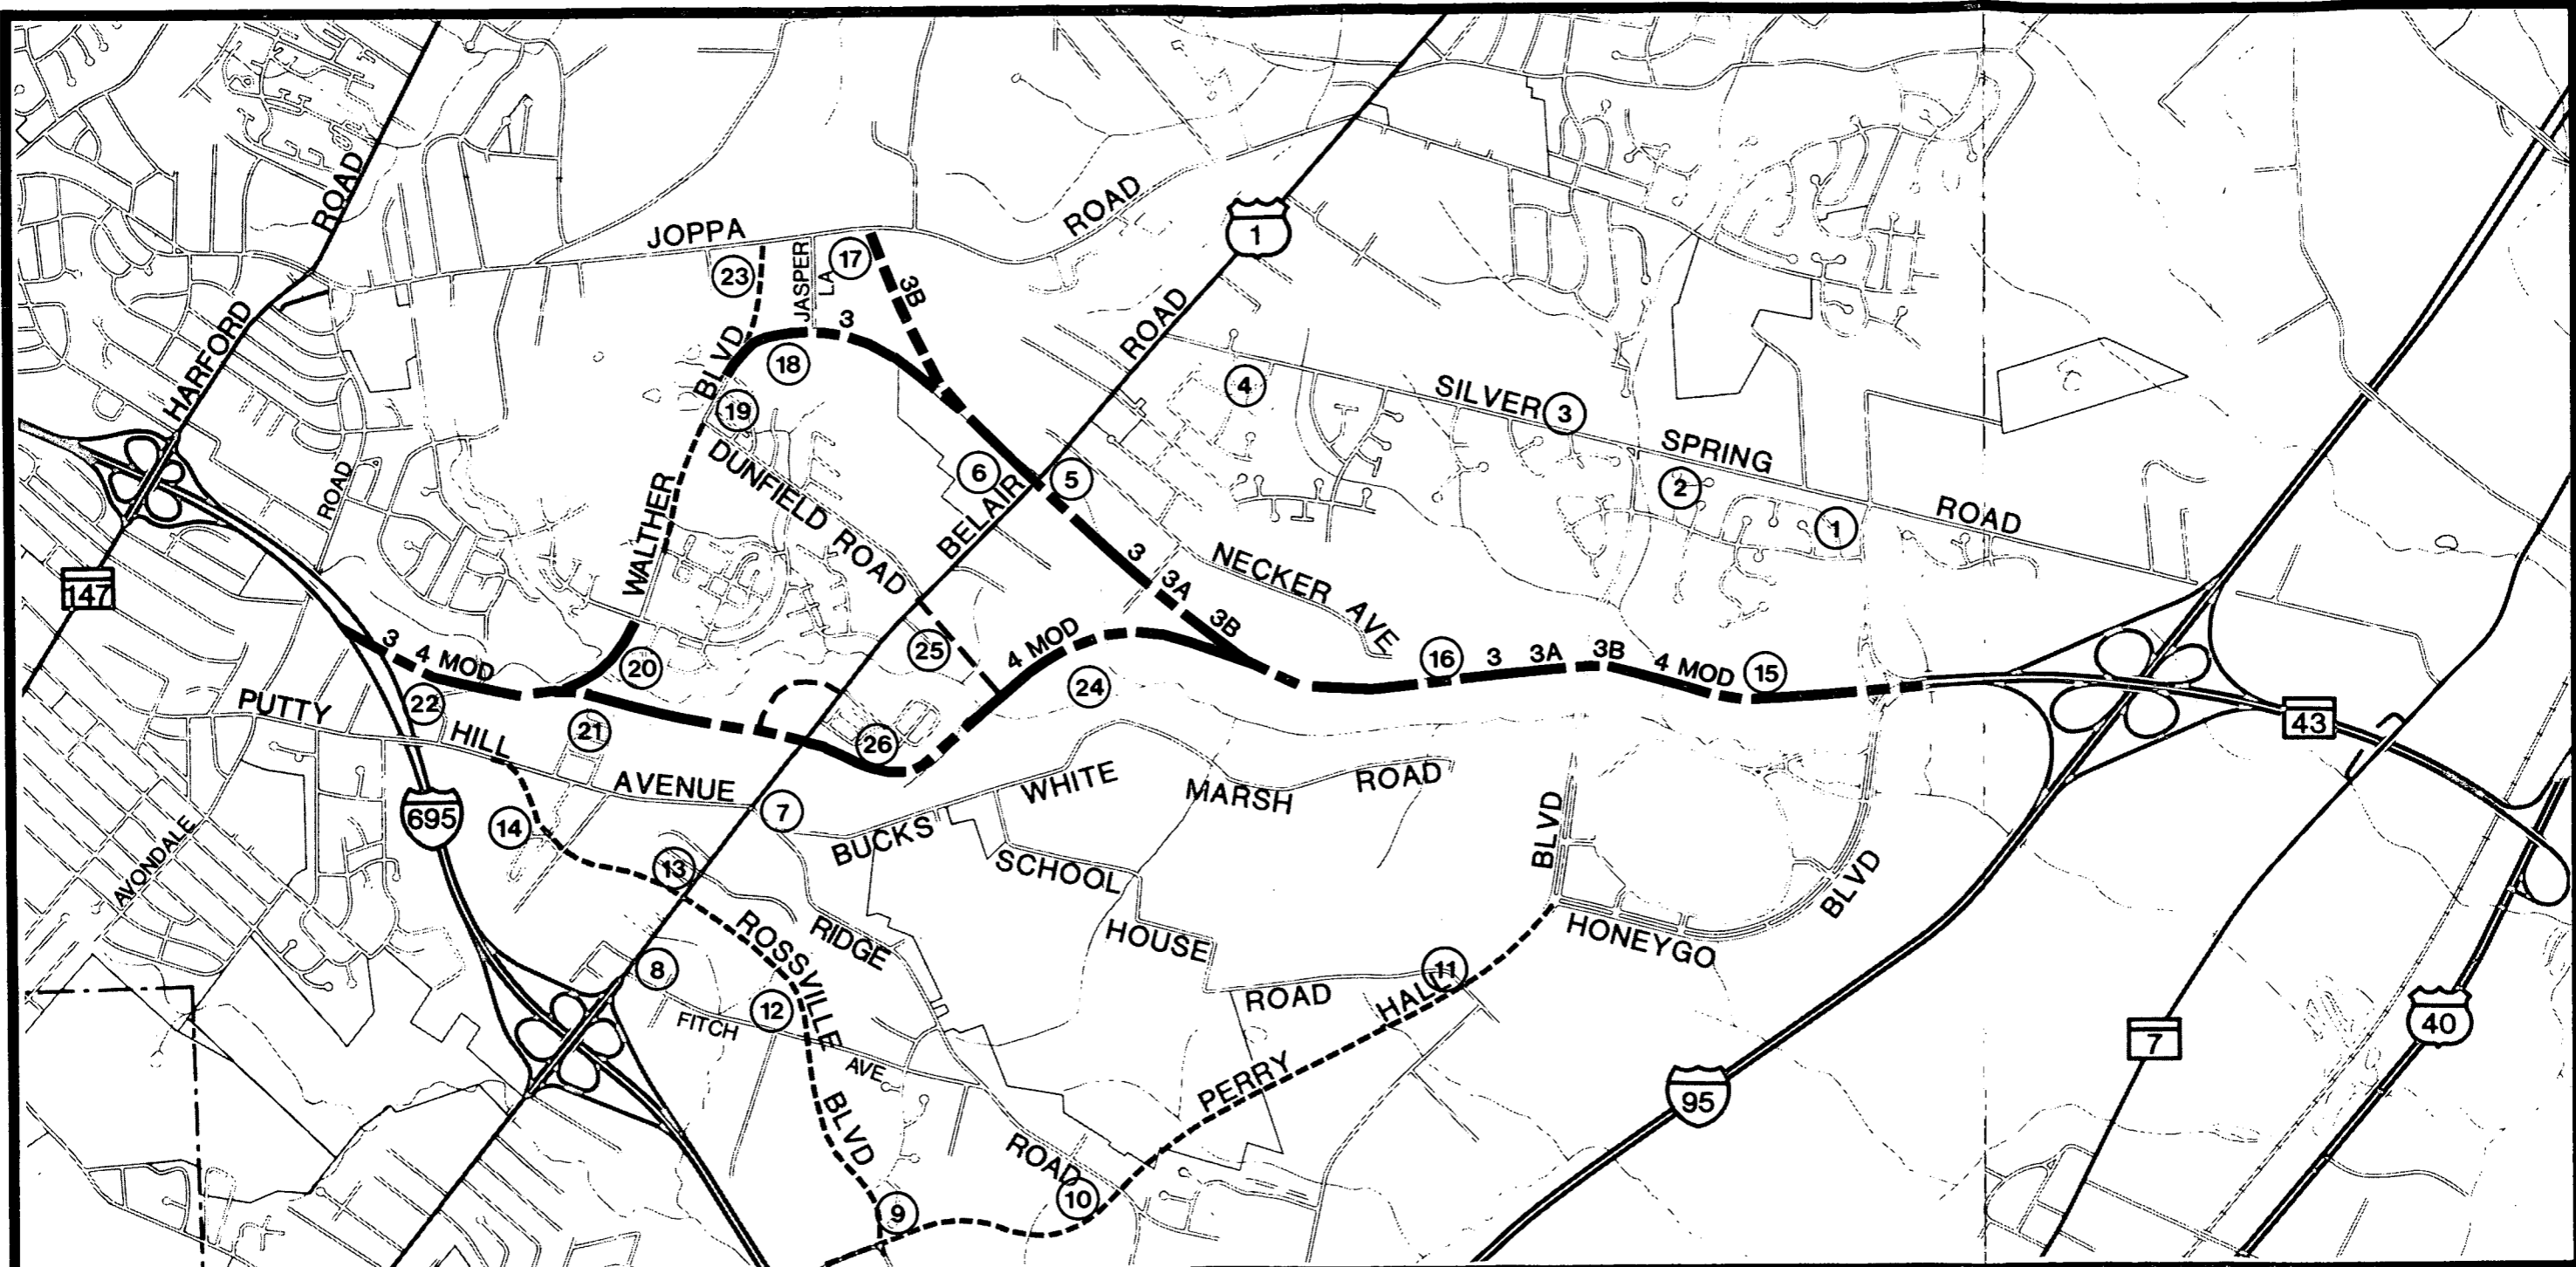 ROAD
JOPPA
ROAD
1
23
JASPER
LA
17
3B
3
HARFORD
BLVD
18
ROAD
4
SILVER
3
19
SPRING
DUNFIELD ROAD
6
5
2
ROAD
BELAIR
1
ROAD
WALTHER
3
3A
3B
NECKER AVE
147
3
4 MOD
20
25
4 MOD
24
16
3
3A
3B
4 MOD
15
22
PUTTY
HILL
21
26
43
AVENUE
7
WHITE
MARSH
ROAD
695
14
BUCKS
BLVD
AVONDALE
13
SCHOOL
BLVD
ROSSVILLE
RIDGE
HOUSE
HONEYGO
8
11
12
FITCH
ROAD
HALL
AVE
7
40
PERRY
95
BLVD
ROAD
9
10